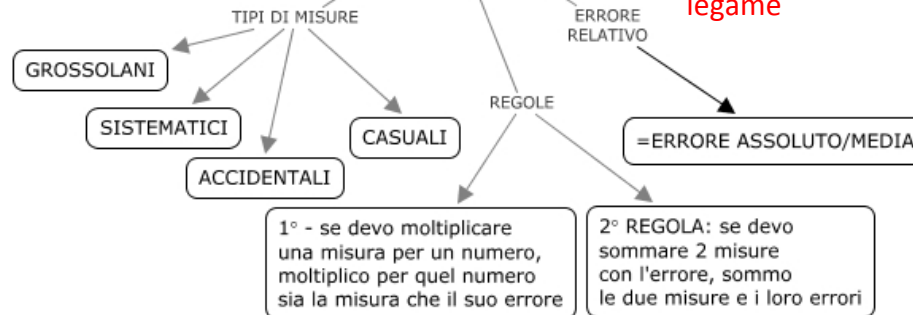 legame
TIPI DI MISURE
ERRORE
RELATIVO
GROSSOLANI
REGOLE
SISTEMATICI
CASUALI
=ERRORE ASSOLUTO/MEDIA
ACCIDENTALI
1° - se devo moltiplicare
una misura per un numero,
moltiplico per quel numero
sia la misura che il suo errore
2° REGOLA: se devo
sommare 2 misure
con l'errore, sommo
le due misure e i loro errori